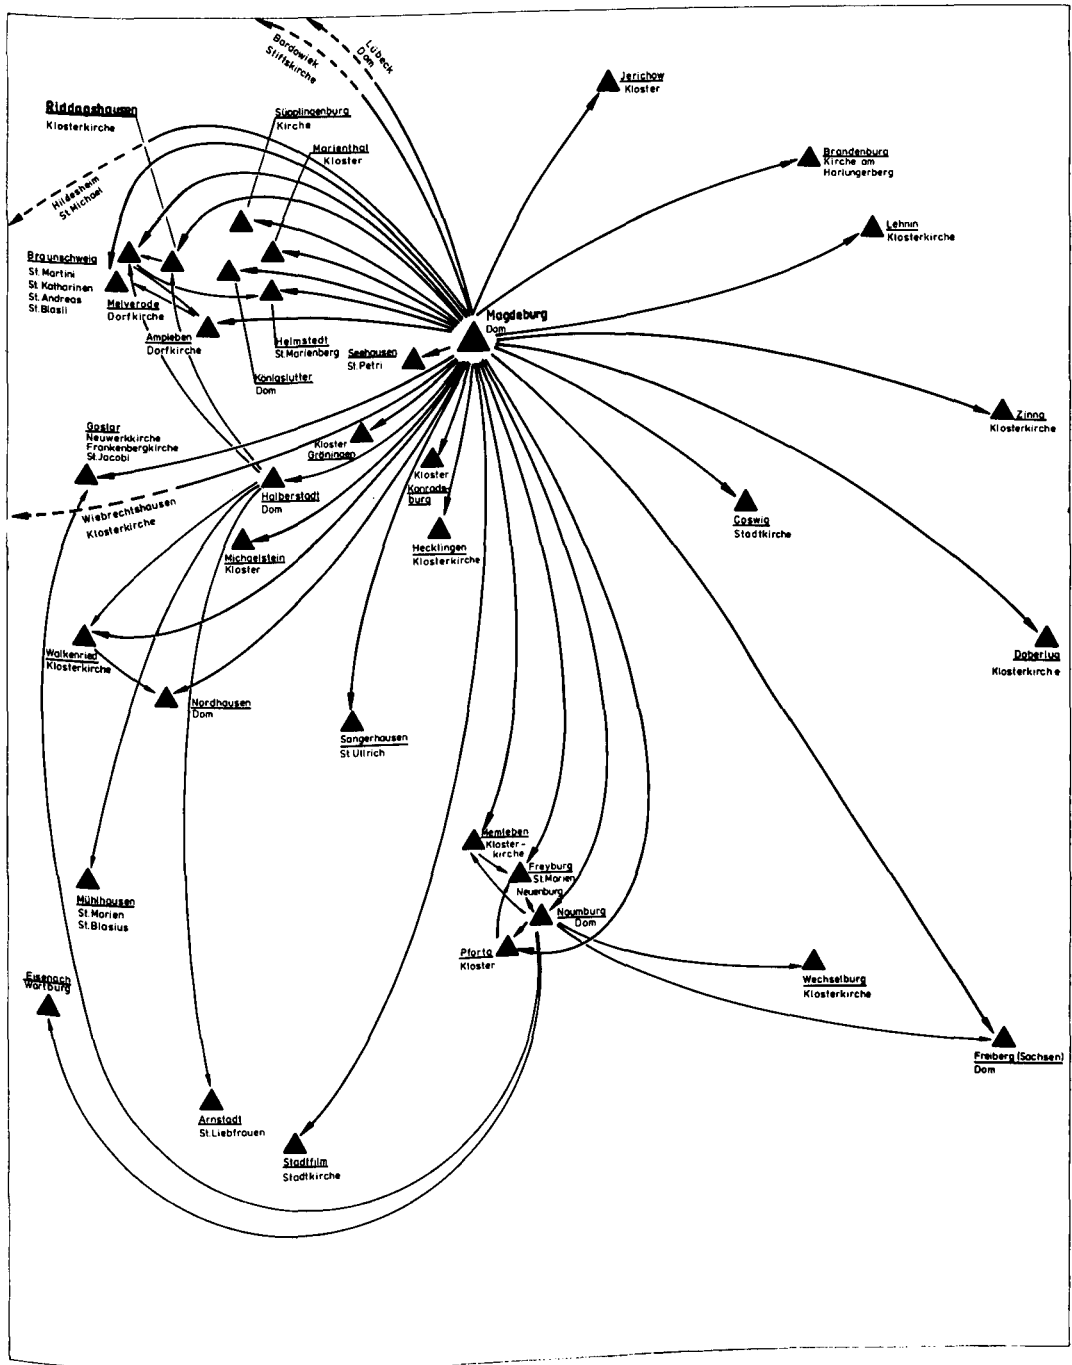 Bardowiek
Stiftskirche
Lübeck
Dom
Jerichow
Kloster
Riddagshausen
Klosterkirche
Süpplingenburg
Kirche
Marienthal
Kloster
Brandenburg
Kirche am
Harlungerberg
Hildesheim
St.Michael
Lehnin
Klosterkirche
Braunschweig
St.Martini
St.Katharinen
St.Andreas
St.Blasii
Melverode
Dorfkirche
Ampleben
Dorfkirche
Helmstedt
St.Marienberg
Königslutter
Dom
Magdeburg
Dom
Seehausen
St.Petri
Zinna
Klosterkirche
Goslar
Neuwerkkirche
Frankenbergkirche
St.Jacobi
Kloster
Gröningen
Kloster
Konrads-
burg
Halberstadt
Dom
Wiebrechtshausen
Klosterkirche
Coswig
Stadtkirche
Michaelstein
Kloster
Hecklingen
Klosterkirche
Walkenried
Klosterkirche
Doberlug
Klosterkirche
Nordhausen
Dom
Sangerhausen
St.Ullrich
Memleben
Kloster-
kirche
Freyburg
St.Marien
Neuenburg
Naumburg
Dom
Pforta
Kloster
Mühlhausen
St.Marien
St.Blasius
Eisenach
Wartburg
Wechselburg
Klosterkirche
Freiberg (Sachsen)
Dom
Arnstadt
St.Liebfrauen
Stadtilm
Stadtkirche